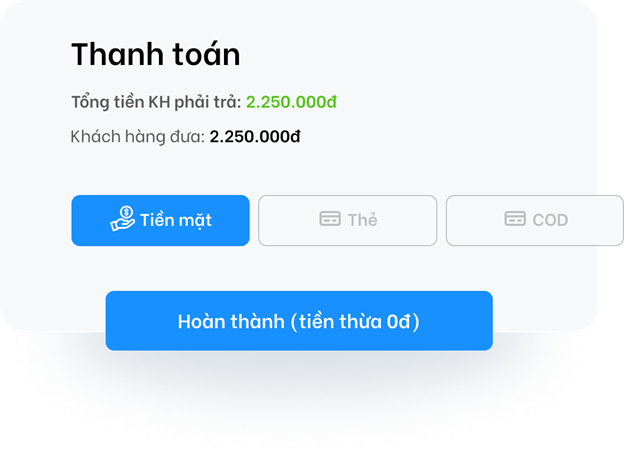 Thanh toán
Tổng tiền KH phải trả: 2.250.000đ
Khách hàng đưa: 2.250.000đ
Tiền mặt
Thẻ
COD
Hoàn thành (tiền thừa 0đ)